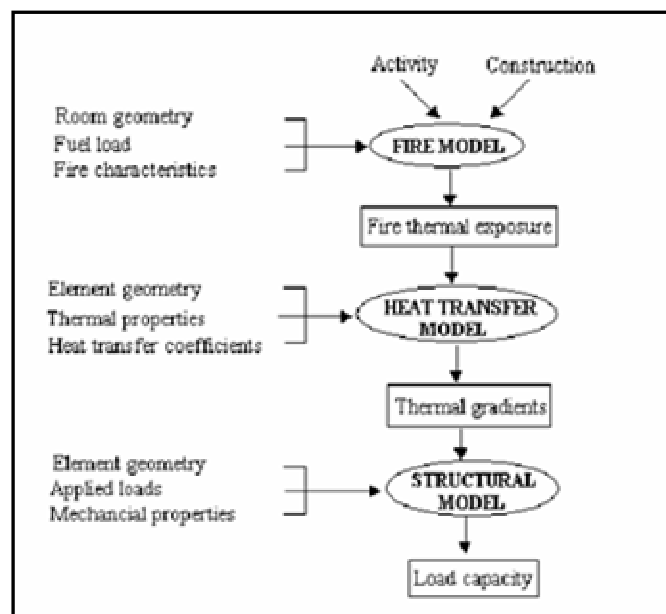 Activity Construction
Room geometry
Fuel load
Fire characteristics
FIRE MODEL
Fire thermal exposure
Element geometry
Thermal properties
Heat transfer coefficients
HEAT TRANSFER
MODEL
Thermal gradients
Element geometry
Applied loads
Mechancial properties
STRUCTURAL
MODEL
Load capacity